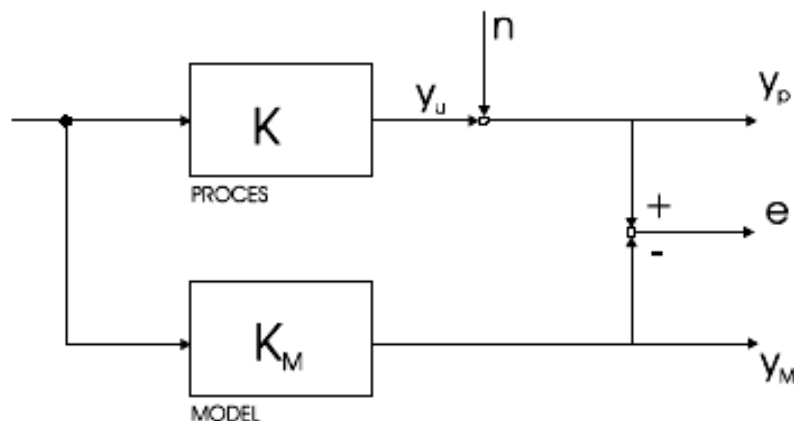 n
y_u
y_p
K
PROCES
+
e
-
K_M
y_M
MODEL